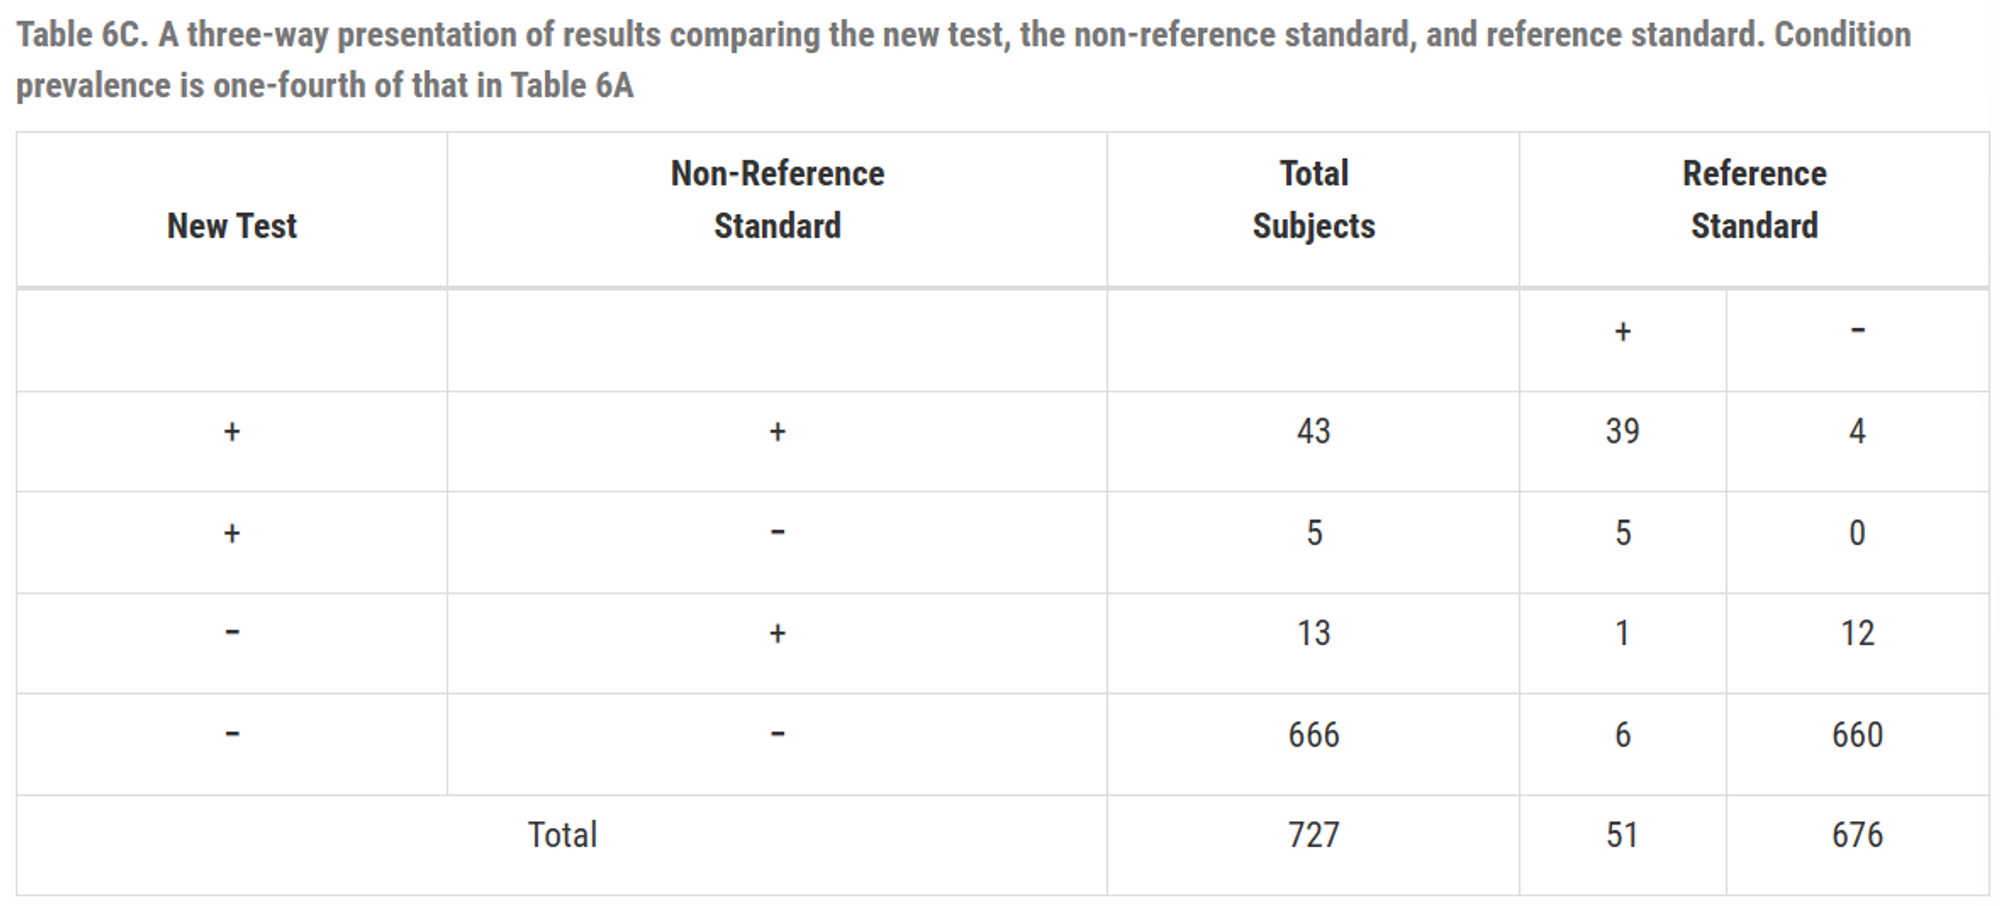 Table 6C. A three-way presentation of results comparing the new test, the non-reference standard, and reference standard. Condition
prevalence is one-fourth of that in Table 6A
New Test Non-Reference Standard Total Subjects Reference Standard
+ −
+ + 43 39 4
+ − 5 5 0
− + 13 1 12
− − 666 6 660
Total 727 51 676